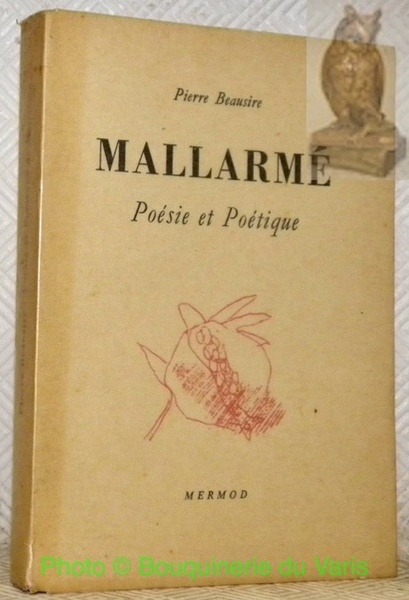 Pierre Beausire
MALLARMÉ
Poésie et Poétique
MERMOD
Photo © Bouquinerie du Varis